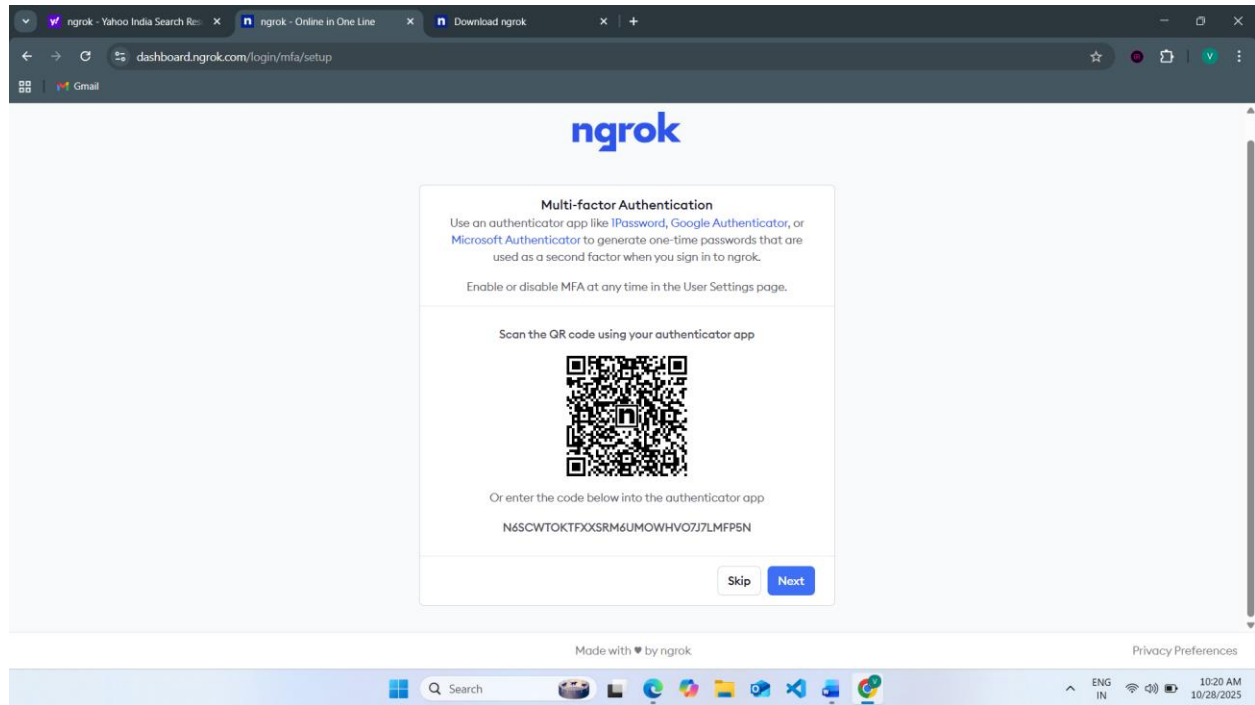 ngrok - Yahoo India Search Res
ngrok - Online in One Line
Download ngrok
dashboard.ngrok.com/login/mfa/setup
V
Gmail
ngrok
Multi-factor Authentication
Use an authenticator app like 1Password, Google Authenticator, or
Microsoft Authenticator to generate one-time passwords that are
used as a second factor when you sign in to ngrok.
Enable or disable MFA at any time in the User Settings page.
Scan the QR code using your authenticator app
n
Or enter the code below into the authenticator app
N6SCWTOKTFXXSRM6UMOWHVO7J7LMFP5N
Skip Next
Made with ♥ by ngrok
Privacy Preferences
Search
ENG
IN
10:20 AM
10/28/2025